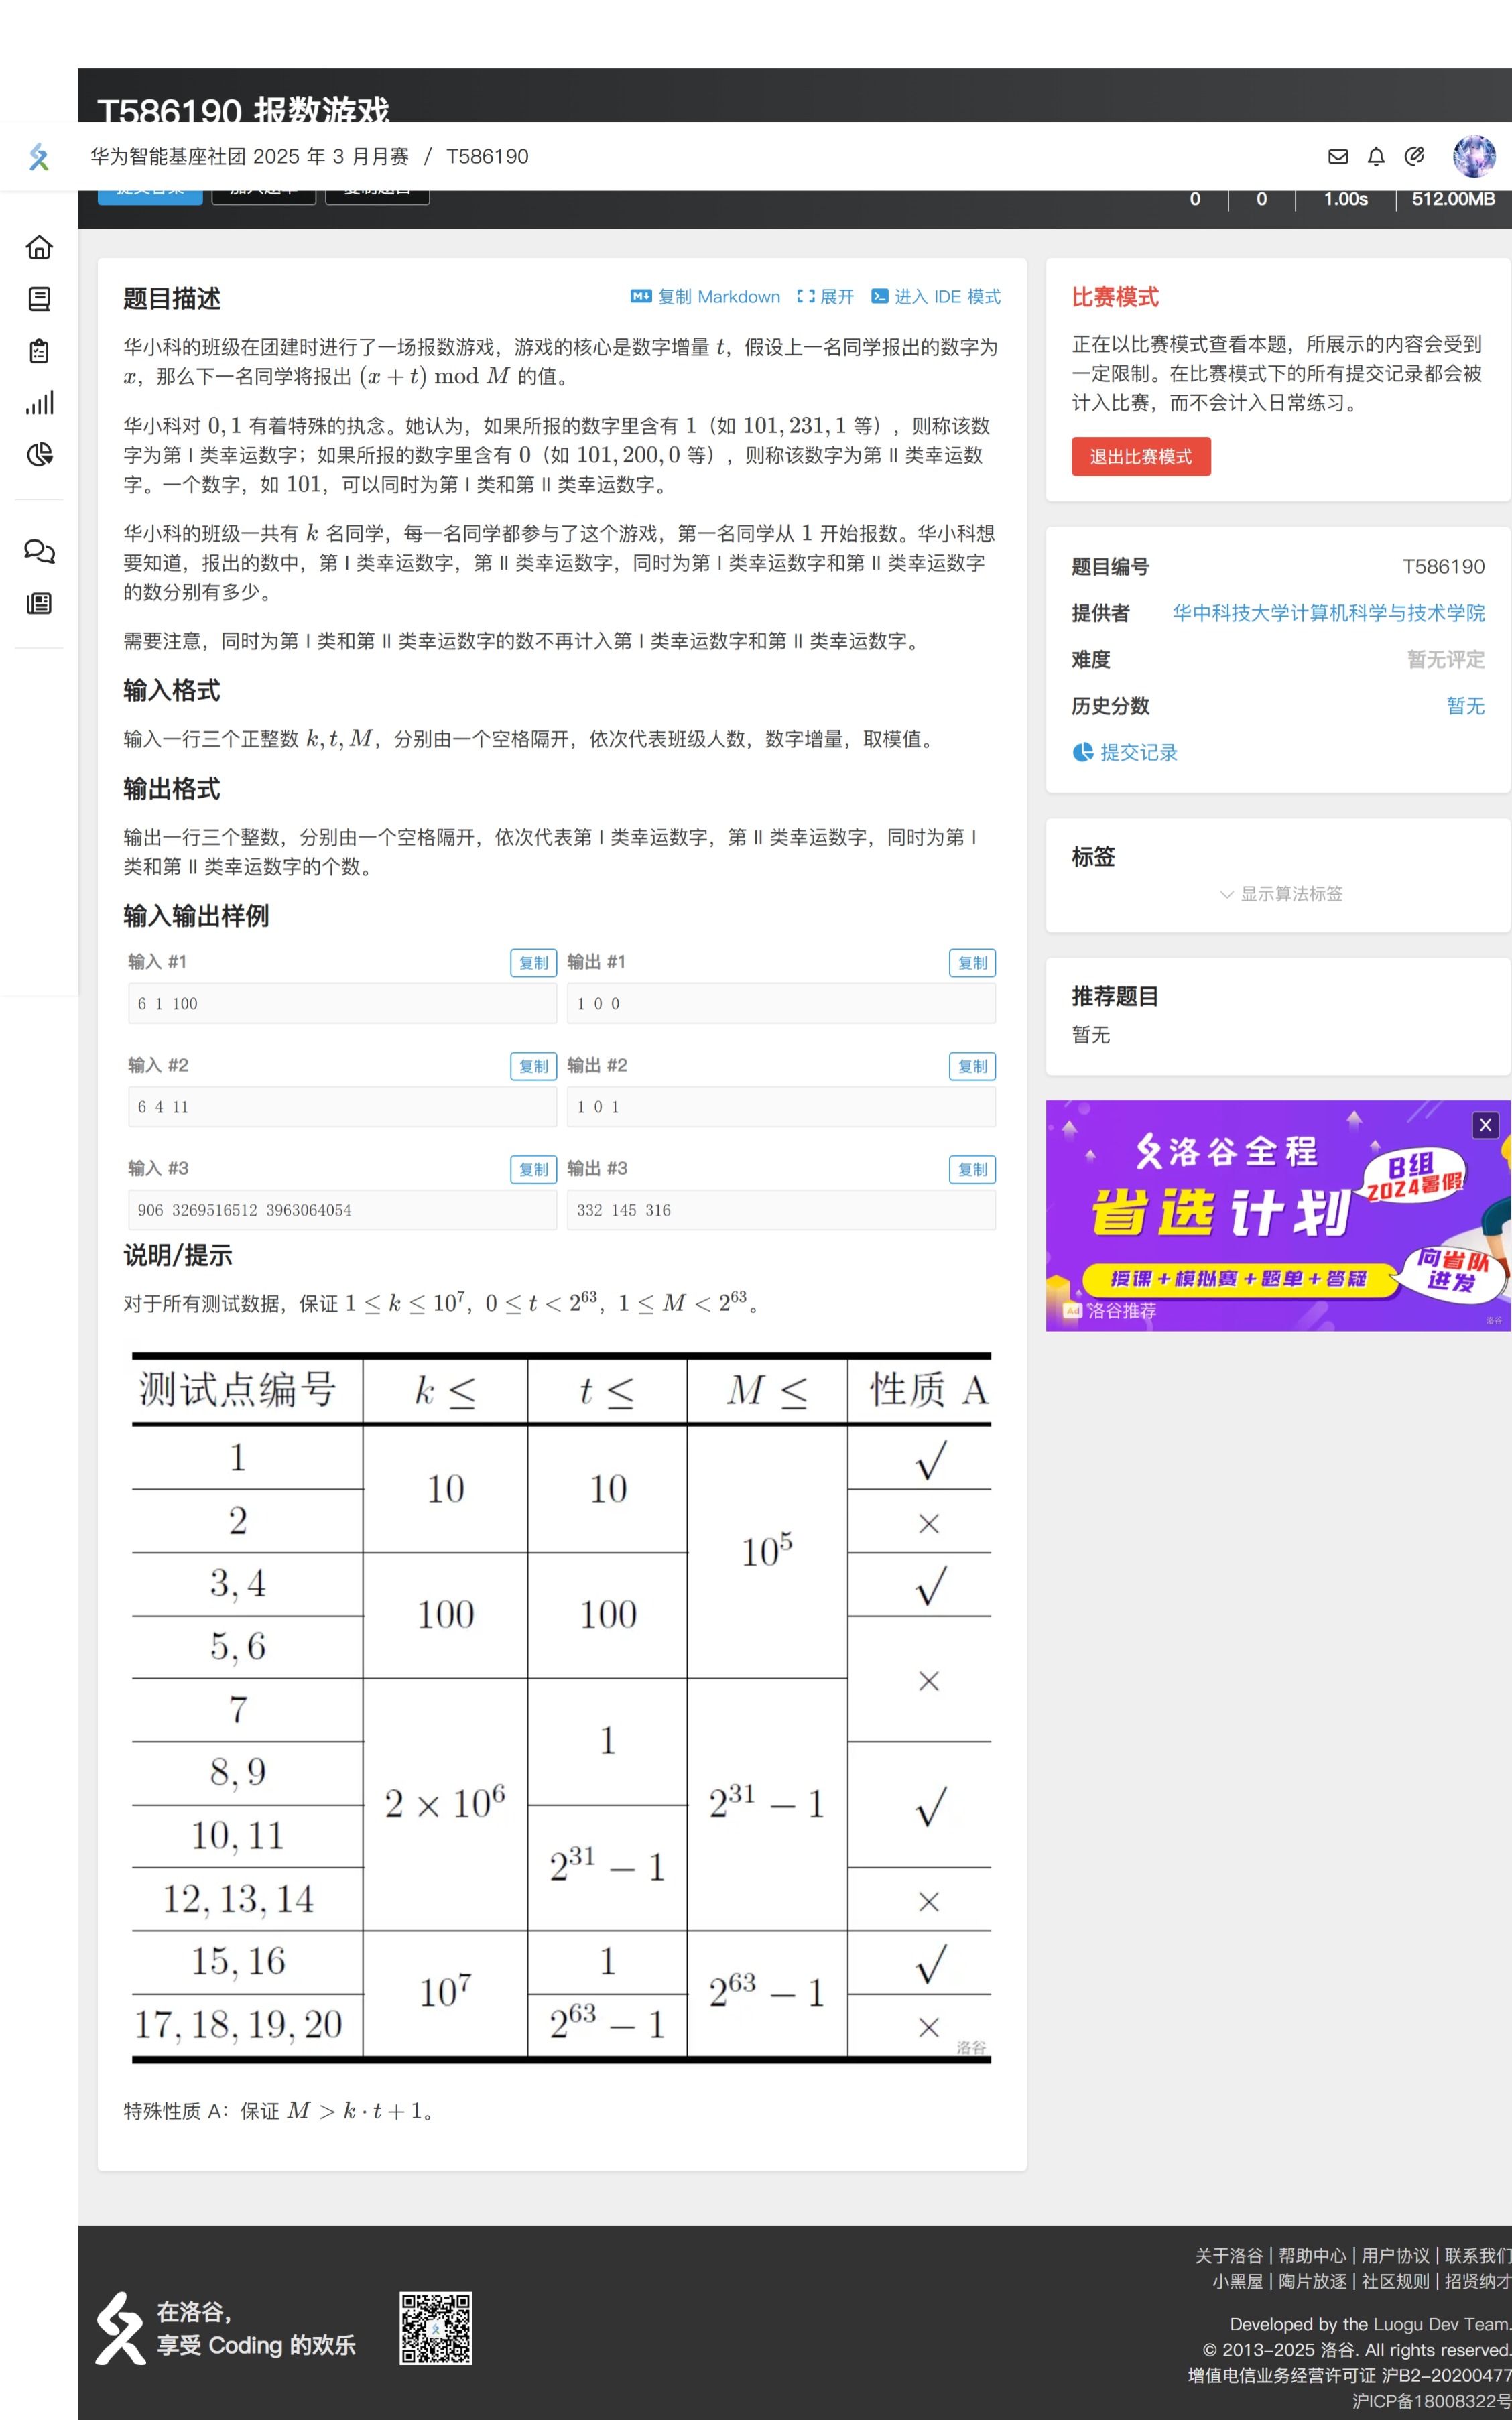 T586190 报数游戏
华为智能基座社团 2025 年 3 月月赛 / T586190
提交答案 加入题单 复制题目
0 0 1.00s 512.00MB
题目描述
复制 Markdown 展开 进入 IDE 模式
华小科的班级在团建时进行了一场报数游戏，游戏的核心是数字增量 t，假设上一名同学报出的数字为
x，那么下一名同学将报出 (x + t) mod M 的值。
华小科对 0, 1 有着特殊的执念。她认为，如果所报的数字里含有 1（如 101, 231, 1 等），则称该数
字为第 I 类幸运数字；如果所报的数字里含有 0（如 101, 200, 0 等），则称该数字为第 II 类幸运数
字。一个数字，如 101，可以同时为第 I 类和第 II 类幸运数字。
华小科的班级一共有 k 名同学，每一名同学都参与了这个游戏，第一名同学从 1 开始报数。华小科想
要知道，报出的数中，第 I 类幸运数字，第 II 类幸运数字，同时为第 I 类幸运数字和第 II 类幸运数字
的数分别有多少。
需要注意，同时为第 I 类和第 II 类幸运数字的数不再计入第 I 类幸运数字和第 II 类幸运数字。
输入格式
输入一行三个正整数 k, t, M，分别由一个空格隔开，依次代表班级人数，数字增量，取模值。
输出格式
输出一行三个整数，分别由一个空格隔开，依次代表第 I 类幸运数字，第 II 类幸运数字，同时为第 I
类和第 II 类幸运数字的个数。
输入输出样例
输入 #1 复制 输出 #1 复制
6 1 100 1 0 0
输入 #2 复制 输出 #2 复制
6 4 11 1 0 1
输入 #3 复制 输出 #3 复制
906 3269516512 3963064054 332 145 316
说明/提示
对于所有测试数据，保证 1 ≤ k ≤ 10^7，0 ≤ t < 2^63，1 ≤ M < 2^63。
测试点编号 k ≤ t ≤ M ≤ 性质 A
1 10 10 10^5 √
2 ×
3, 4 100 100 √
5, 6 ×
7 2 × 10^6 1 2^31 − 1
8, 9 √
10, 11 2^31 − 1
12, 13, 14 ×
15, 16 10^7 1 2^63 − 1 √
17, 18, 19, 20 2^63 − 1 ×
洛谷
特殊性质 A：保证 M > k · t + 1。
比赛模式
正在以比赛模式查看本题，所展示的内容会受到
一定限制。在比赛模式下的所有提交记录都会被
计入比赛，而不会计入日常练习。
退出比赛模式
题目编号 T586190
提供者 华中科技大学计算机科学与技术学院
难度 暂无评定
历史分数 暂无
提交记录
标签
显示算法标签
推荐题目
暂无
X
洛谷全程
省选计划
B组
2024暑假
授课+模拟赛+题单+答疑
向省队
进发
Ad 洛谷推荐
洛谷
在洛谷，
享受 Coding 的欢乐
关于洛谷 | 帮助中心 | 用户协议 | 联系我们
小黑屋 | 陶片放逐 | 社区规则 | 招贤纳才
Developed by the Luogu Dev Team.
© 2013–2025 洛谷. All rights reserved.
增值电信业务经营许可证 沪B2–20200477
沪ICP备18008322号